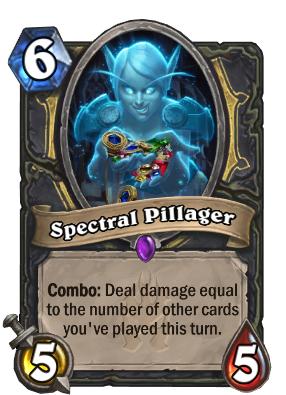 6
Spectral Pillager
Combo: Deal damage equal
to the number of other cards
you've played this turn.
5
5